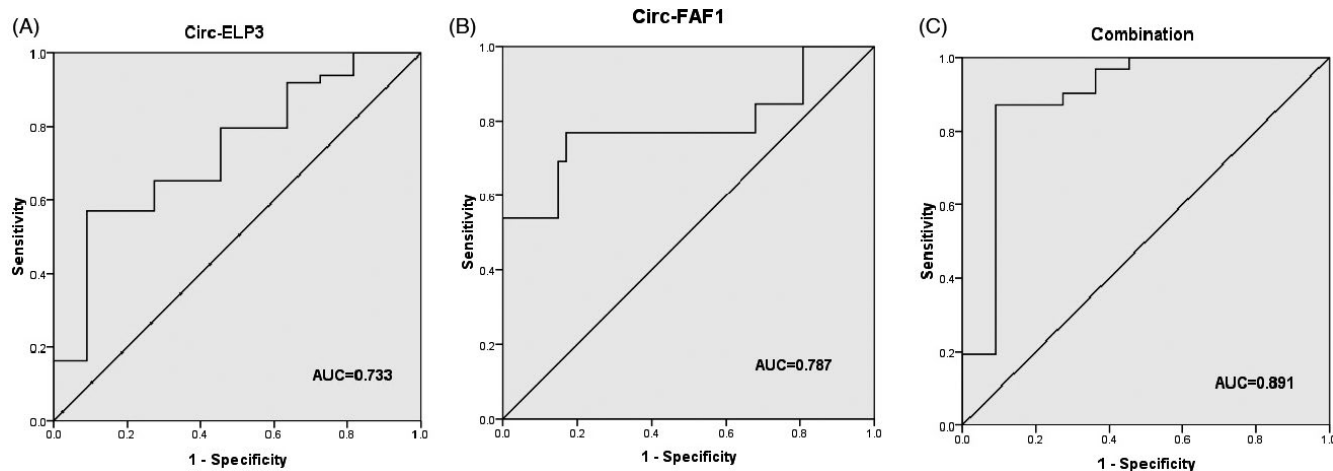 (A)
Circ-ELP3
1.0
0.8
0.6
0.4
0.2
0.0
Sensitivity
AUC=0.733
0.0 0.2 0.4 0.6 0.8 1.0
1 - Specificity
(B)
Circ-FAF1
1.0
0.8
0.6
0.4
0.2
0.0
Sensitivity
AUC=0.787
0.0 0.2 0.4 0.6 0.8 1.0
1 - Specificity
(C)
Combination
1.0
0.8
0.6
0.4
0.2
0.0
Sensitivity
AUC=0.891
0.0 0.2 0.4 0.6 0.8 1.0
1 - Specificity